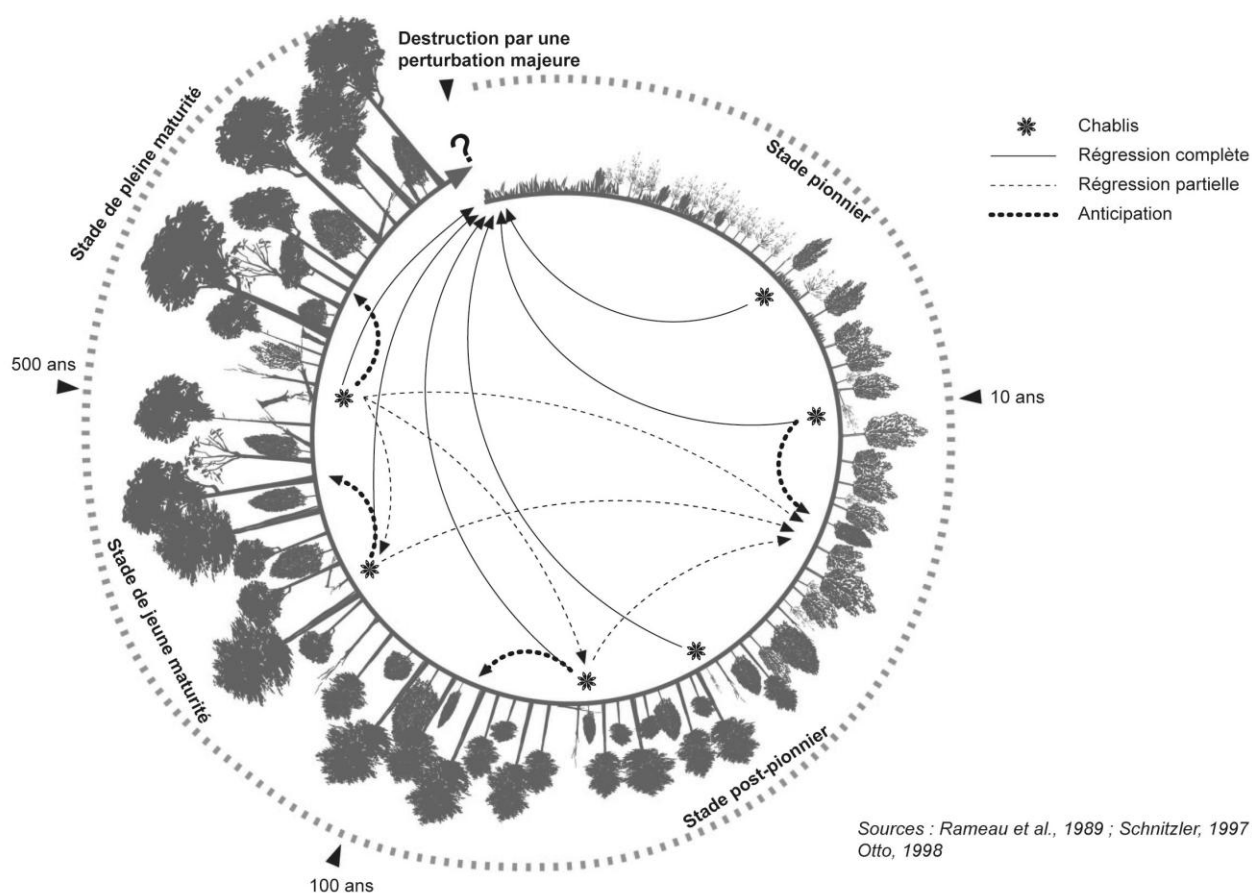 Destruction par une
perturbation majeure
?
Stade pionnier
10 ans
Stade post-pionnier
100 ans
Stade de jeune maturité
500 ans
Stade de pleine maturité
Chablis
Régression complète
Régression partielle
Anticipation
Sources : Rameau et al., 1989 ; Schnitzler, 1997
Otto, 1998